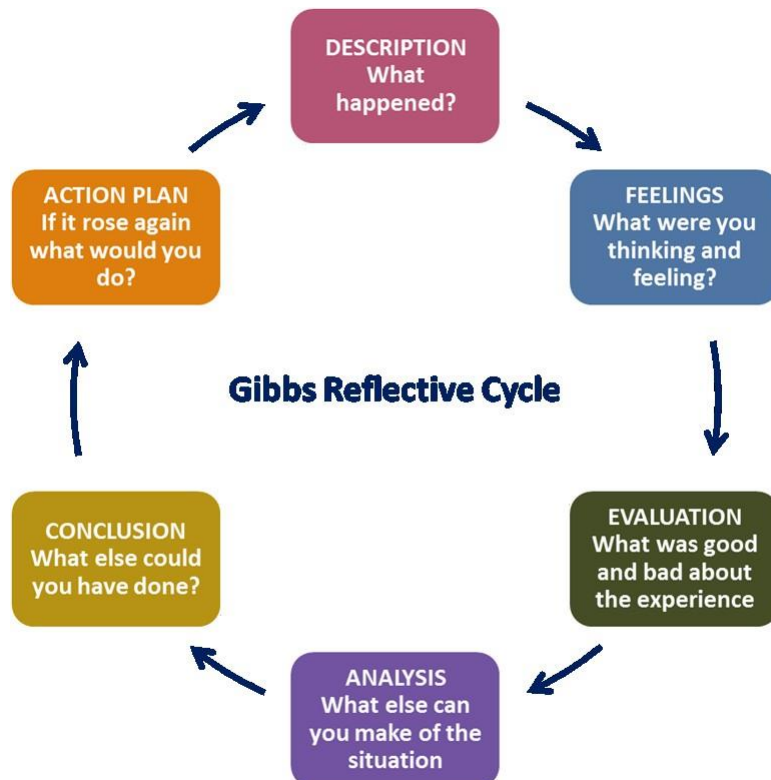 DESCRIPTION
What
happened?
FEELINGS
What were you
thinking and
feeling?
EVALUATION
What was good
and bad about
the experience
ANALYSIS
What else can
you make of the
situation
CONCLUSION
What else could
you have done?
ACTION PLAN
If it rose again
what would you
do?
Gibbs Reflective Cycle